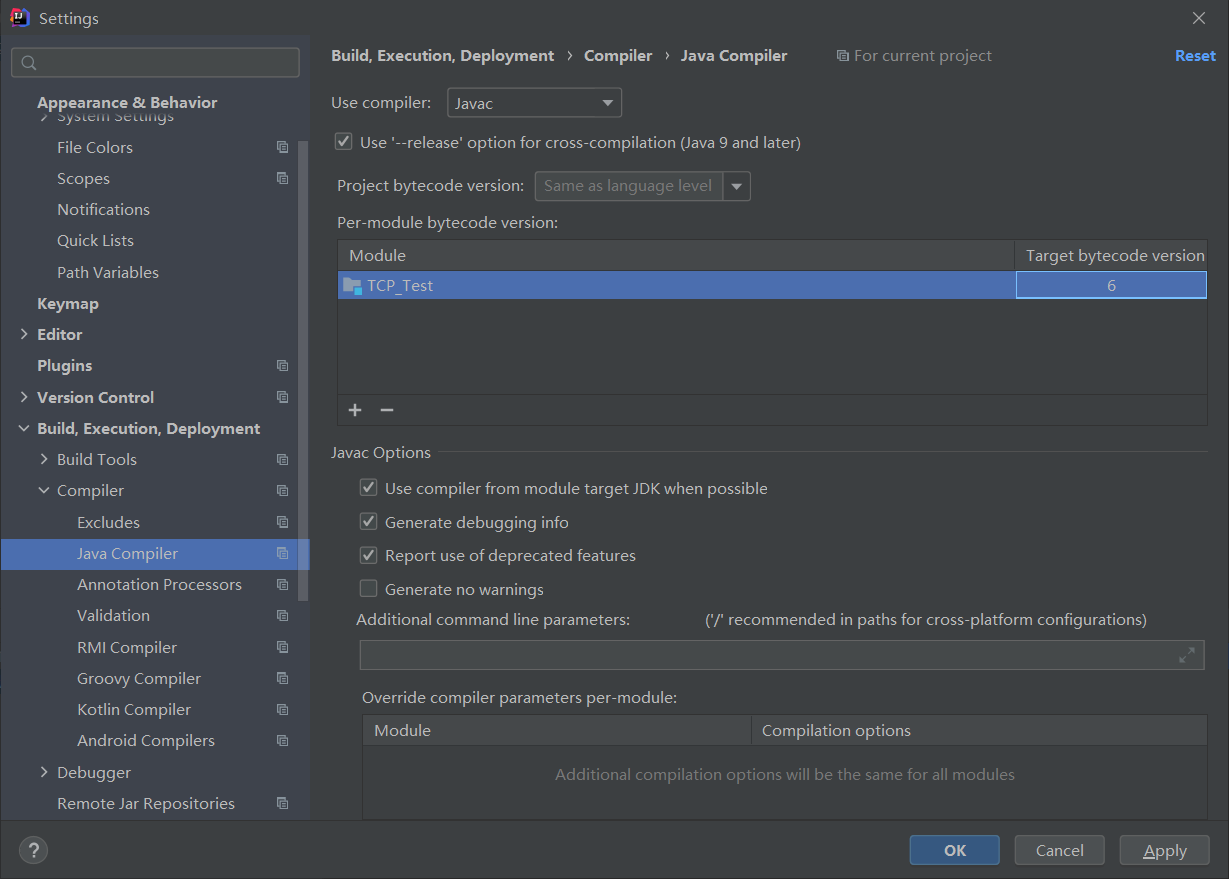 Settings
Appearance & Behavior
System Settings
File Colors
Scopes
Notifications
Quick Lists
Path Variables
Keymap
Editor
Plugins
Version Control
Build, Execution, Deployment
Build Tools
Compiler
Excludes
Java Compiler
Annotation Processors
Validation
RMI Compiler
Groovy Compiler
Kotlin Compiler
Android Compilers
Debugger
Remote Jar Repositories
Build, Execution, Deployment › Compiler › Java Compiler For current project Reset
Use compiler: Javac
Use '--release' option for cross-compilation (Java 9 and later)
Project bytecode version: Same as language level
Per-module bytecode version:
Module Target bytecode version
TCP_Test 6
Javac Options
Use compiler from module target JDK when possible
Generate debugging info
Report use of deprecated features
Generate no warnings
Additional command line parameters: ('/' recommended in paths for cross-platform configurations)
Override compiler parameters per-module:
Module Compilation options
Additional compilation options will be the same for all modules
? OK Cancel Apply